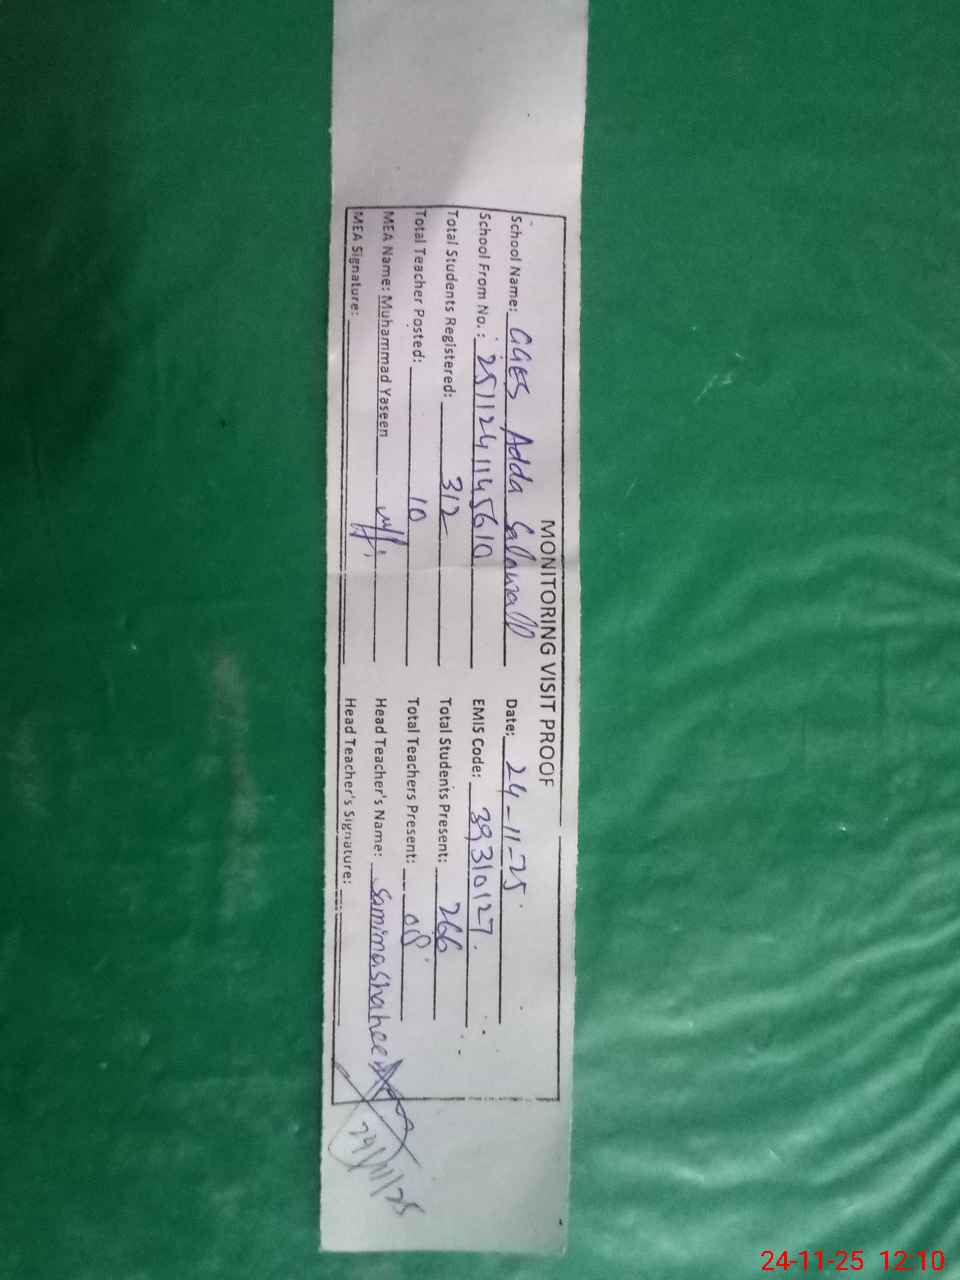 MONITORING VISIT PROOF
School Name: GGES Adda Date: 24-11-25
School From No.: 2511241145610 EMIS Code: 39310127
Total Students Registered: 312 Total Students Present: 266
Total Teacher Posted: 10 Total Teachers Present: 08
MEA Name: Muhammad Yaseen Head Teacher's Name: Samina Shaheen
MEA Signature: Head Teacher's Signature:
24/11/25
24-11-25 12:10